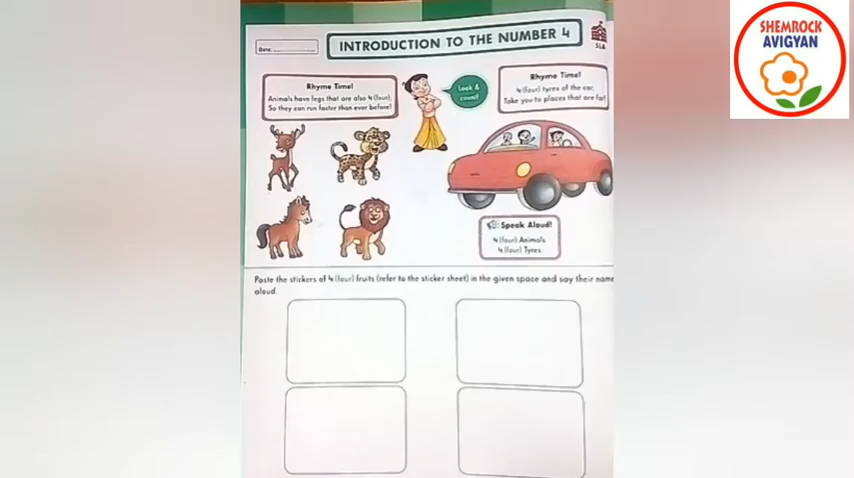 SHEMROCK
AVIGYAN
Date:
INTRODUCTION TO THE NUMBER 4
SLA
Rhyme Time!
Animals have legs that are also 4 (four),
So they can run faster than ever before!
Look &
count!
Rhyme Time!
4 (four) tyres of the car,
Take you to places that are far!
Speak Aloud!
4 (four) Animals
4 (four) Tyres
Paste the stickers of 4 (four) fruits (refer to the sticker sheet) in the given space and say their name
aloud.